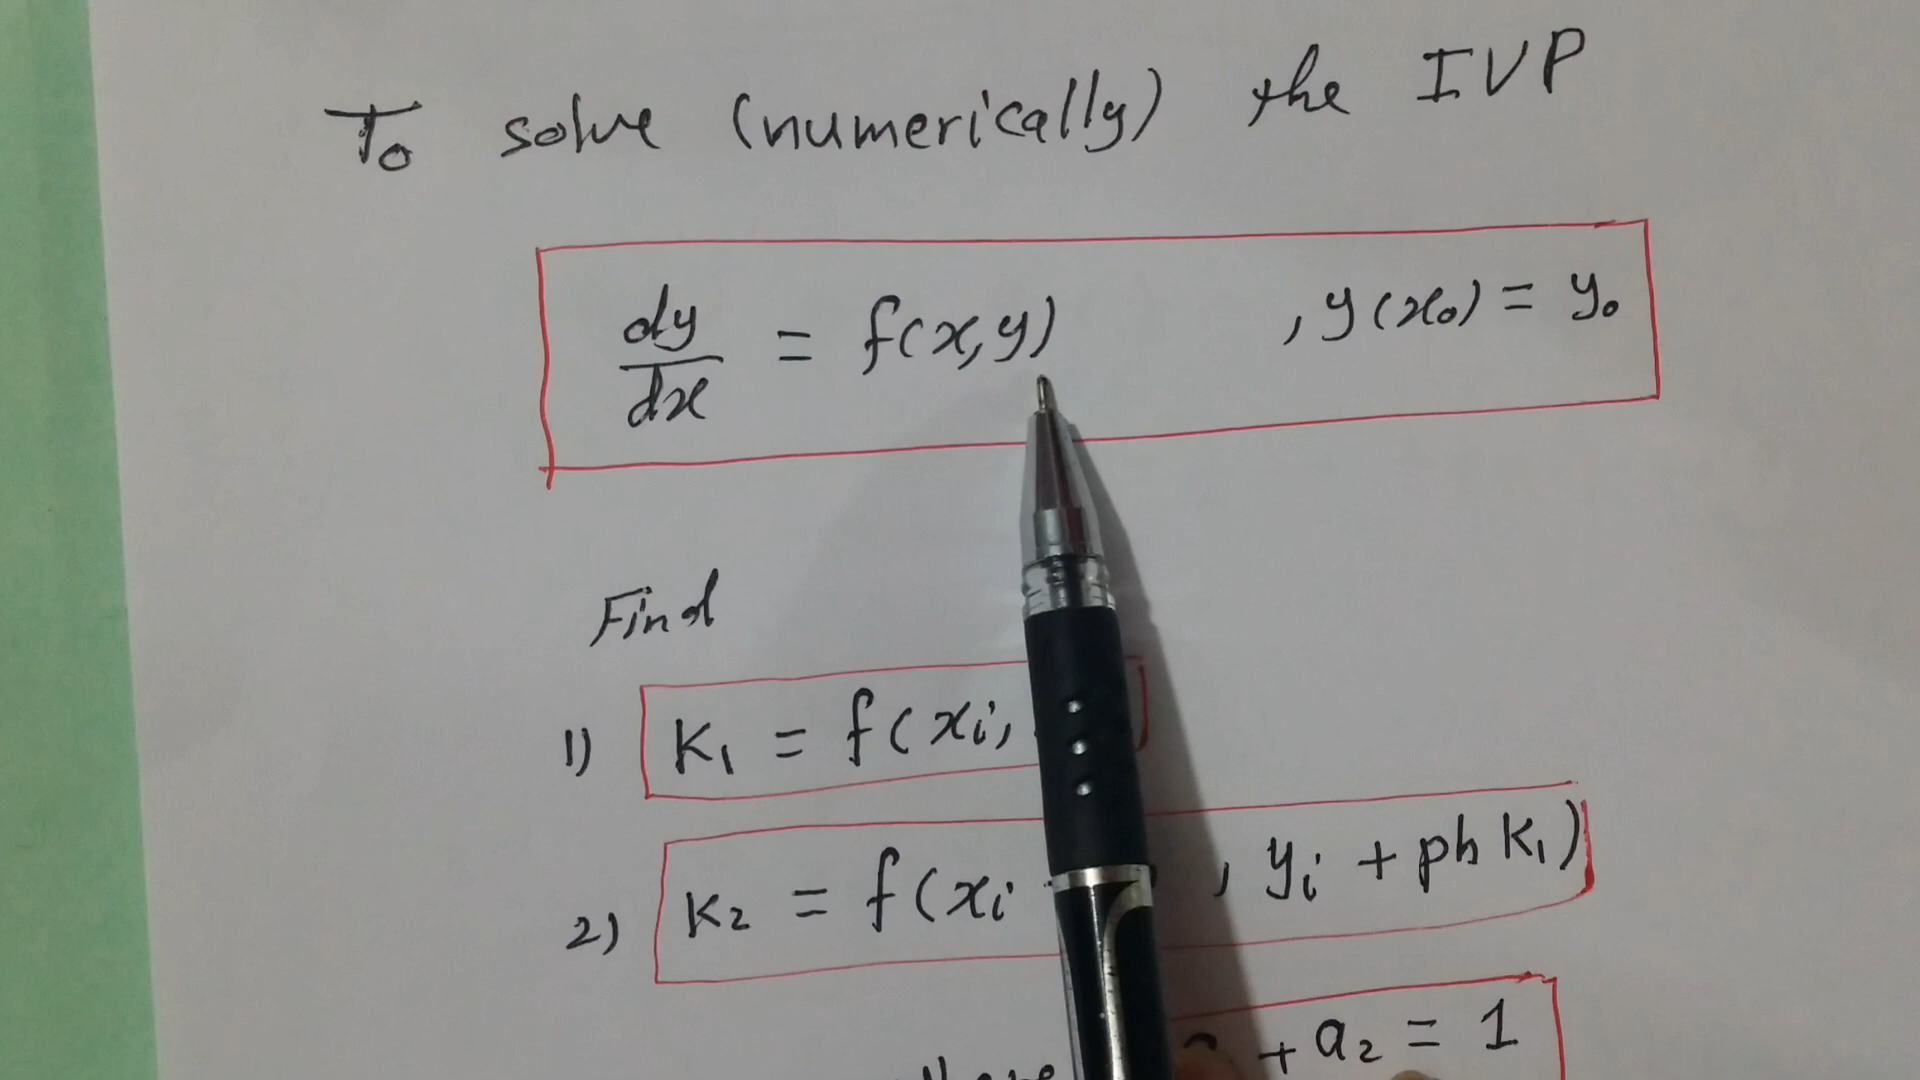 To solve (numerically) the IVP
dy/dx = f(x,y) , y(x₀) = y₀
Find
1) K₁ = f(xi,
2) K₂ = f(xi , yi + ph K₁)
+ a₂ = 1